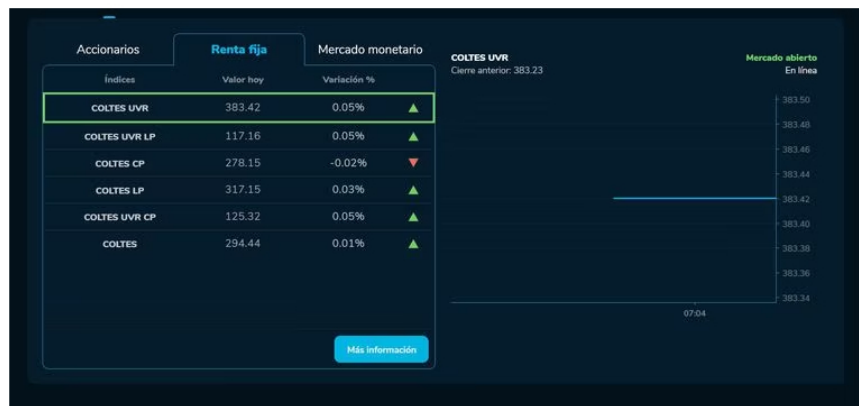 Accionarios Renta fija Mercado monetario
Índices Valor hoy Variación %
COLTES UVR 383.42 0.05%
COLTES UVR LP 117.16 0.05%
COLTES CP 278.15 -0.02%
COLTES LP 317.15 0.03%
COLTES UVR CP 125.32 0.05%
COLTES 294.44 0.01%
Más información
COLTES UVR Mercado abierto
Cierre anterior: 383.23 En línea
383.50
383.48
383.46
383.44
383.42
383.40
383.38
383.36
383.34
07:04